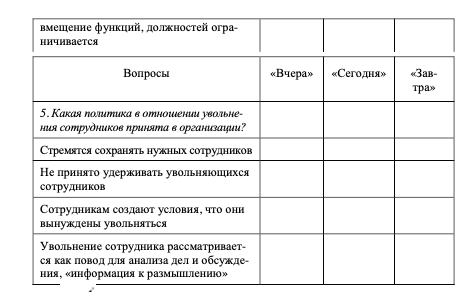 вмещение функций, должностей огра-
ничивается
Вопросы «Вчера» «Сегодня» «Зав-
тра»
5. Какая политика в отношении увольне-
ния сотрудников принята в организации?
Стремятся сохранять нужных сотрудников
Не принято удерживать увольняющихся
сотрудников
Сотрудникам создают условия, что они
вынуждены увольняться
Увольнение сотрудника рассматривает-
ся как повод для анализа дел и обсужде-
ния, «информация к размышлению»